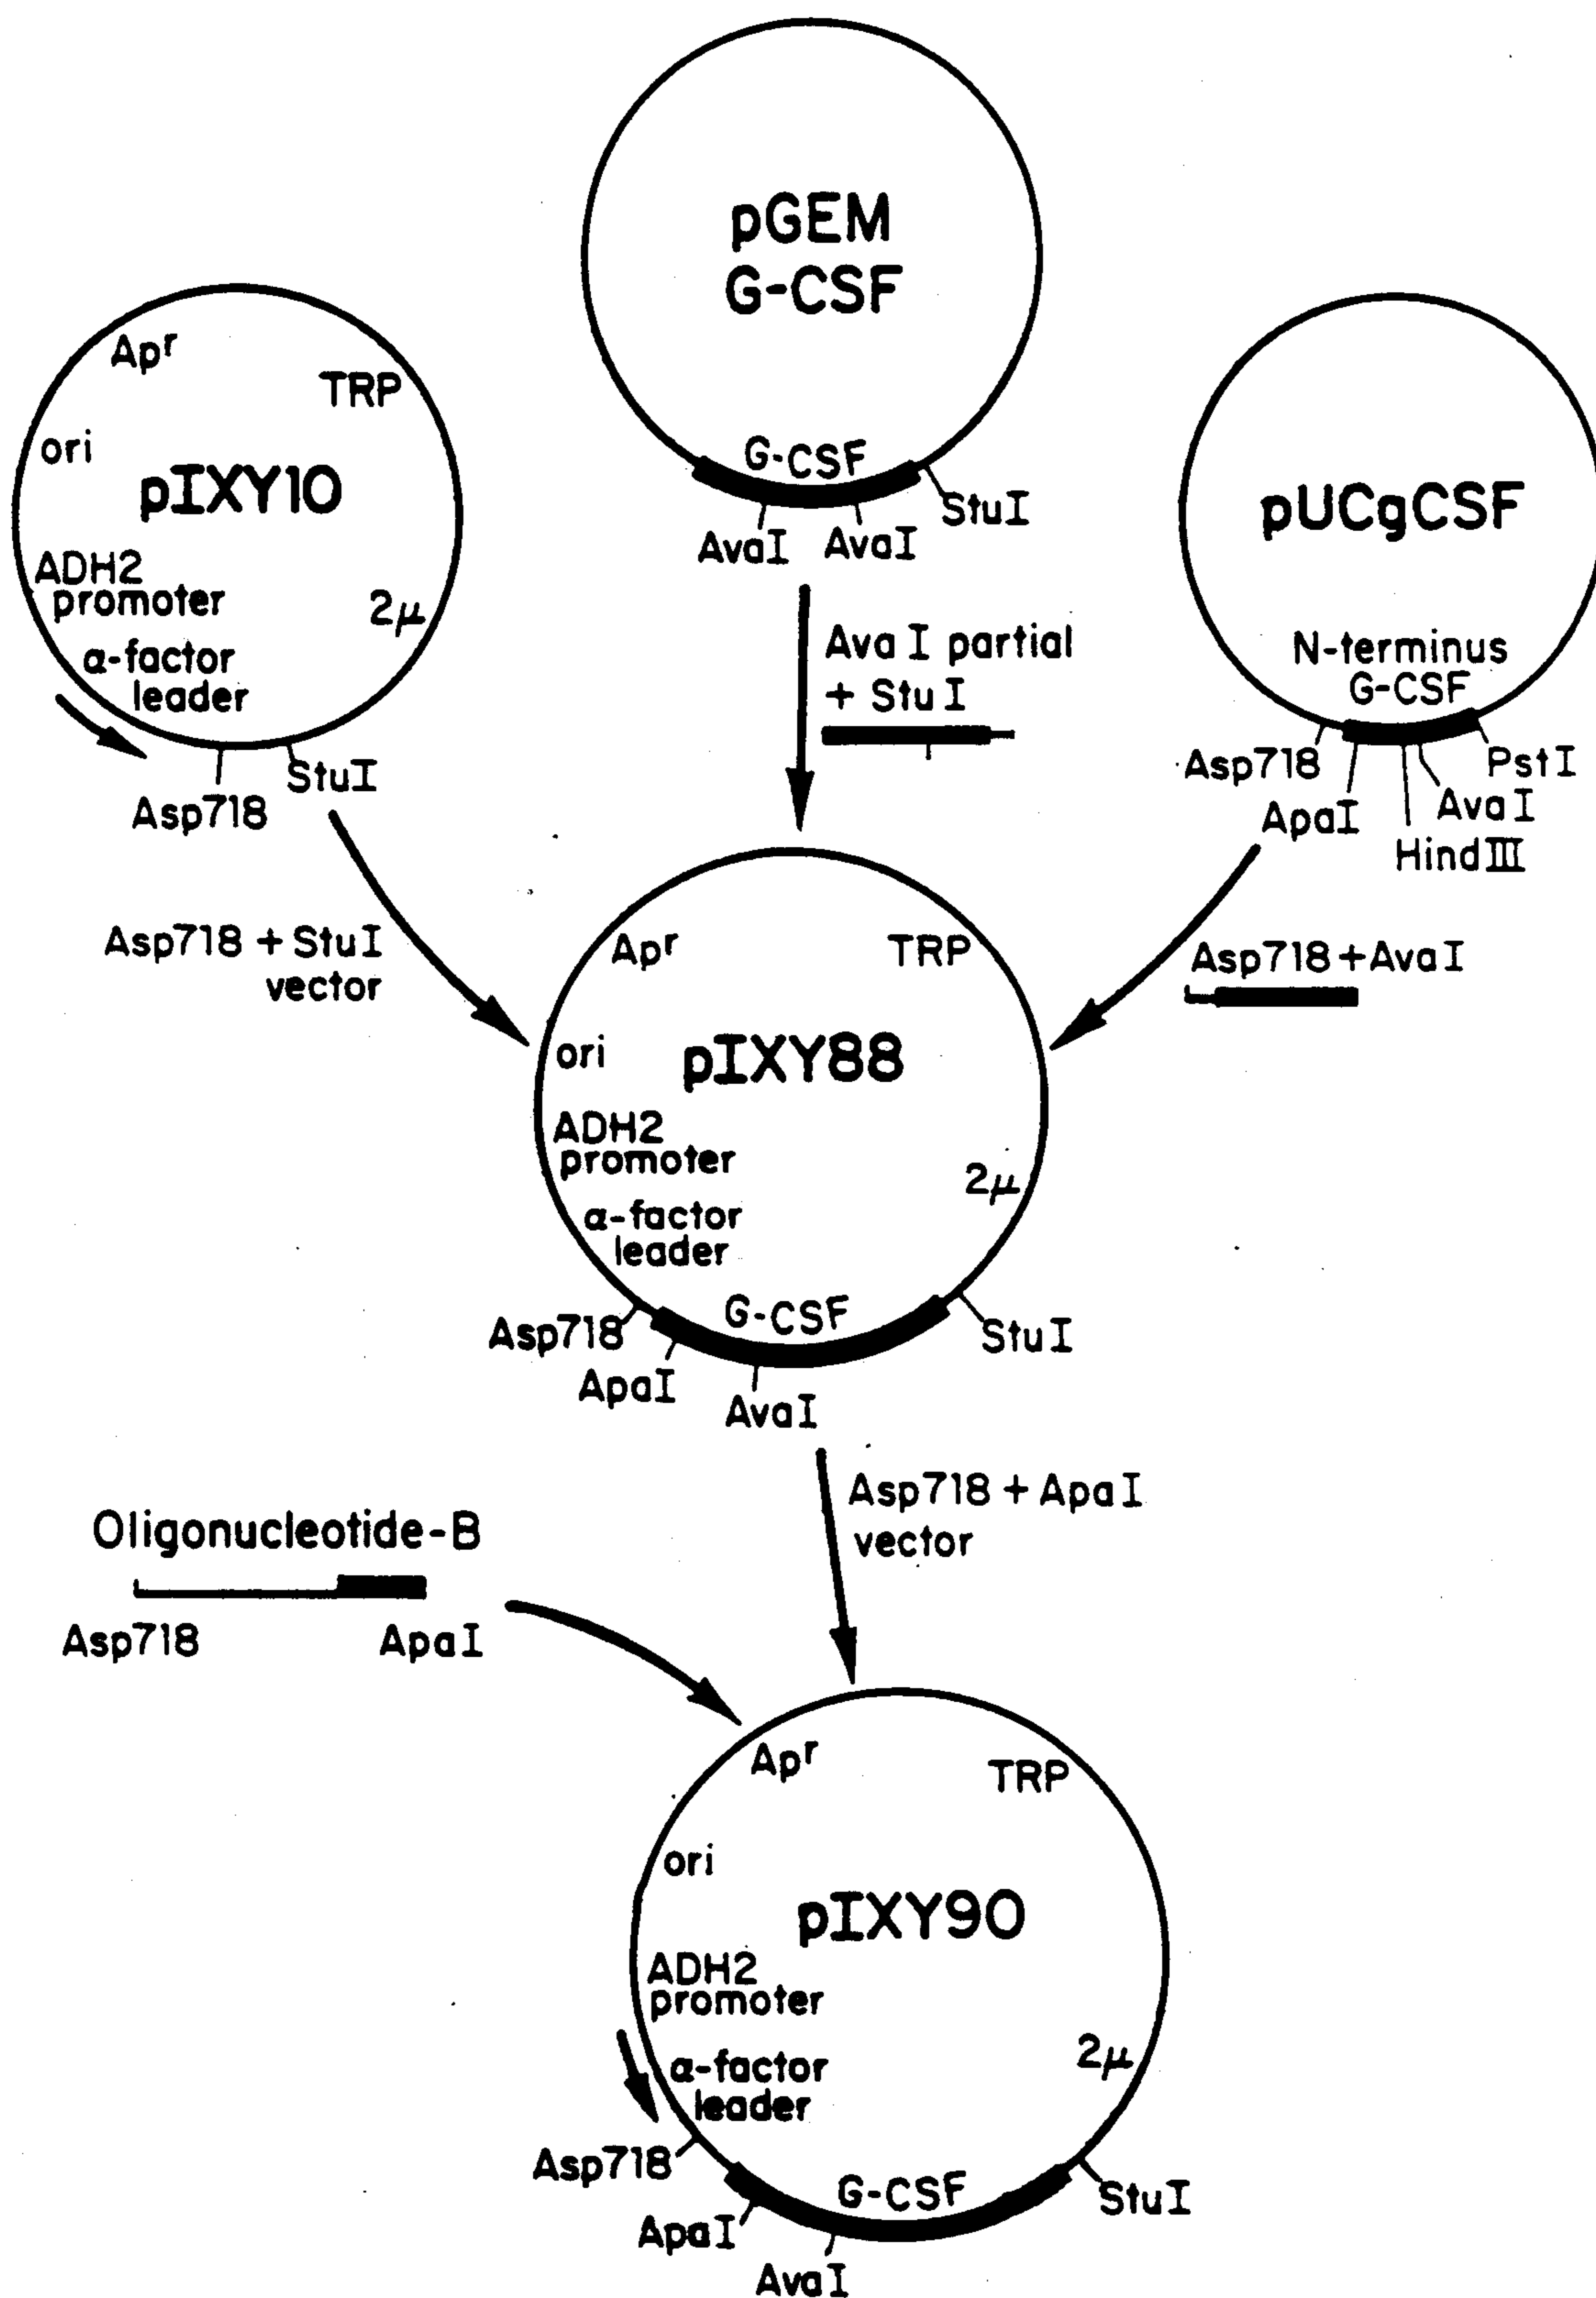 pGEM
G-CSF
G-CSF
AvaI
AvaI
StuI
Apʳ
TRP
ori
pIXY10
ADH2
promoter
2μ
α-factor
leader
Asp718
StuI
pUCgCSF
N-terminus
G-CSF
Asp718
ApaI
HindIII
AvaI
PstI
Ava I partial
+ StuI
Asp718 + StuI
vector
Asp718+AvaI
Apʳ
TRP
ori
pIXY88
ADH2
promoter
2μ
α-factor
leader
G-CSF
Asp718
ApaI
AvaI
StuI
Asp718 + ApaI
vector
Oligonucleotide-B
Asp718
ApaI
Apʳ
TRP
ori
pIXY90
ADH2
promoter
2μ
α-factor
leader
Asp718
G-CSF
StuI
ApaI
AvaI